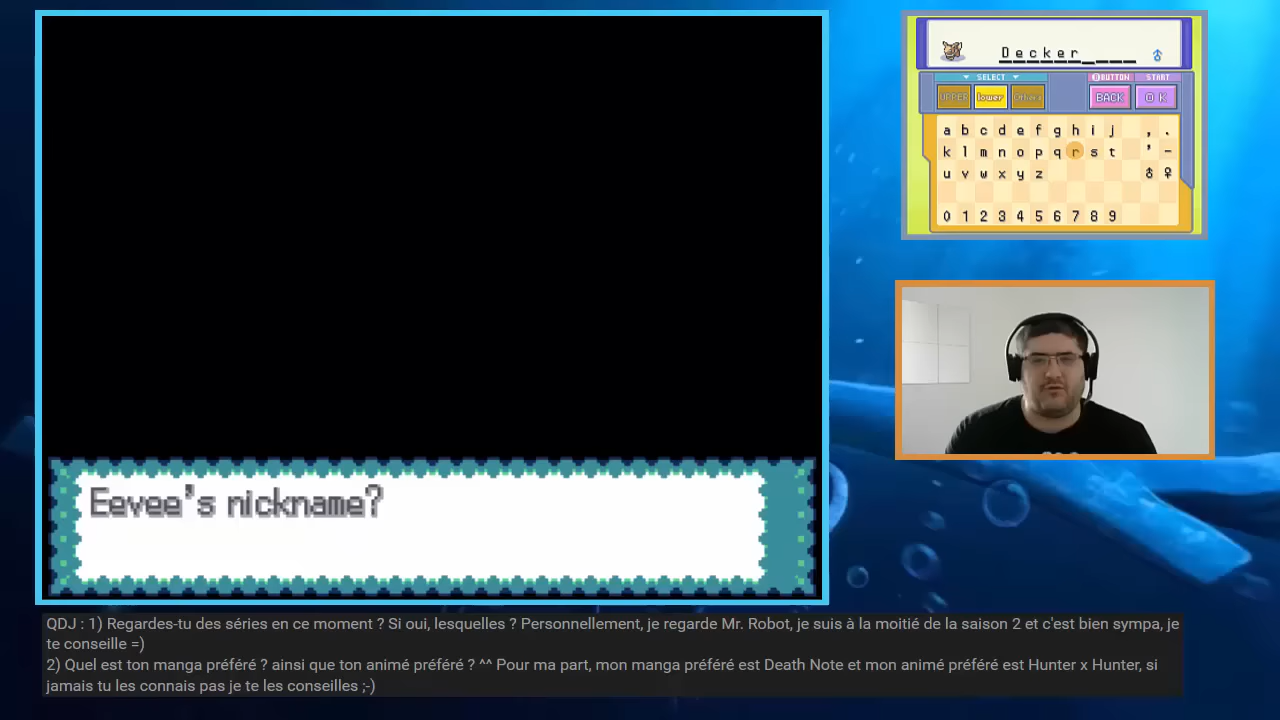 Decker
SELECT BUTTON START
UPPER lower Others BACK OK
a b c d e f g h i j , .
k l m n o p q r s t ' -
u v w x y z ♂ ♀
0 1 2 3 4 5 6 7 8 9
Eevee's nickname?
QDJ : 1) Regardes-tu des séries en ce moment ? Si oui, lesquelles ? Personnellement, je regarde Mr. Robot, je suis à la moitié de la saison 2 et c'est bien sympa, je
te conseille =)
2) Quel est ton manga préféré ? ainsi que ton animé préféré ? ^^ Pour ma part, mon manga préféré est Death Note et mon animé préféré est Hunter x Hunter, si
jamais tu les connais pas je te les conseilles ;-)